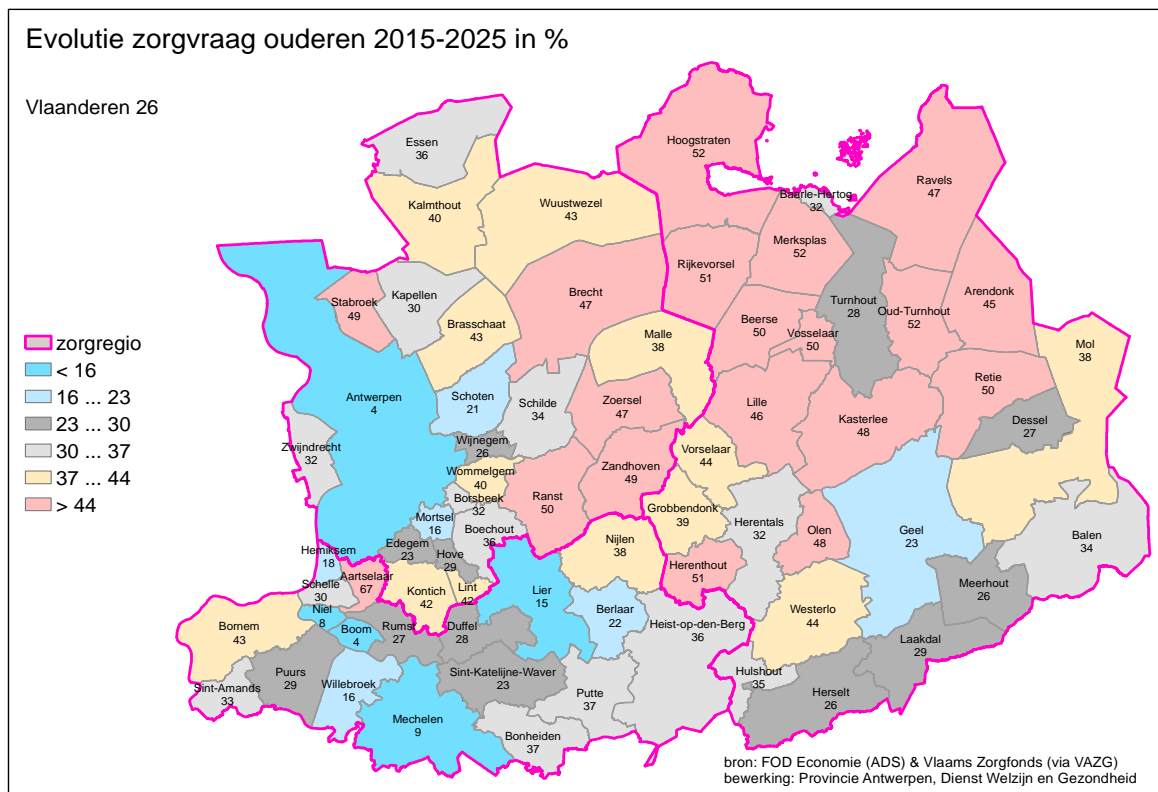 Evolutie zorgvraag ouderen 2015-2025 in %
Vlaanderen 26
zorgregio
< 16
16 ... 23
23 ... 30
30 ... 37
37 ... 44
> 44
Essen
36
Hoogstraten
52
Ravels
47
Baarle-Hertog
32
Kalmthout
40
Wuustwezel
43
Merksplas
52
Rijkevorsel
51
Stabroek
49
Kapellen
30
Brecht
47
Turnhout
28
Arendonk
45
Oud-Turnhout
52
Brasschaat
43
Beerse
50
Vosselaar
50
Malle
38
Mol
38
Antwerpen
4
Schoten
21
Schilde
34
Zoersel
47
Lille
46
Kasterlee
48
Retie
50
Dessel
27
Zwijndrecht
32
Wijnegem
26
Wommelgem
40
Borsbeek
32
Ranst
50
Zandhoven
49
Vorselaar
44
Mortsel
16
Boechout
36
Grobbendonk
39
Herentals
32
Olen
48
Geel
23
Balen
34
Edegem
23
Hove
29
Nijlen
38
Hemiksem
18
Schelle
30
Aartselaar
67
Kontich
42
Lint
42
Lier
15
Herenthout
51
Meerhout
26
Niel
8
Boom
4
Rumst
27
Duffel
28
Berlaar
22
Heist-op-den-Berg
36
Westerlo
44
Bornem
43
Laakdal
29
Puurs
29
Sint-Amands
33
Willebroek
16
Sint-Katelijne-Waver
23
Putte
37
Hulshout
35
Herselt
26
Mechelen
9
Bonheiden
37
bron: FOD Economie (ADS) & Vlaams Zorgfonds (via VAZG)
bewerking: Provincie Antwerpen, Dienst Welzijn en Gezondheid